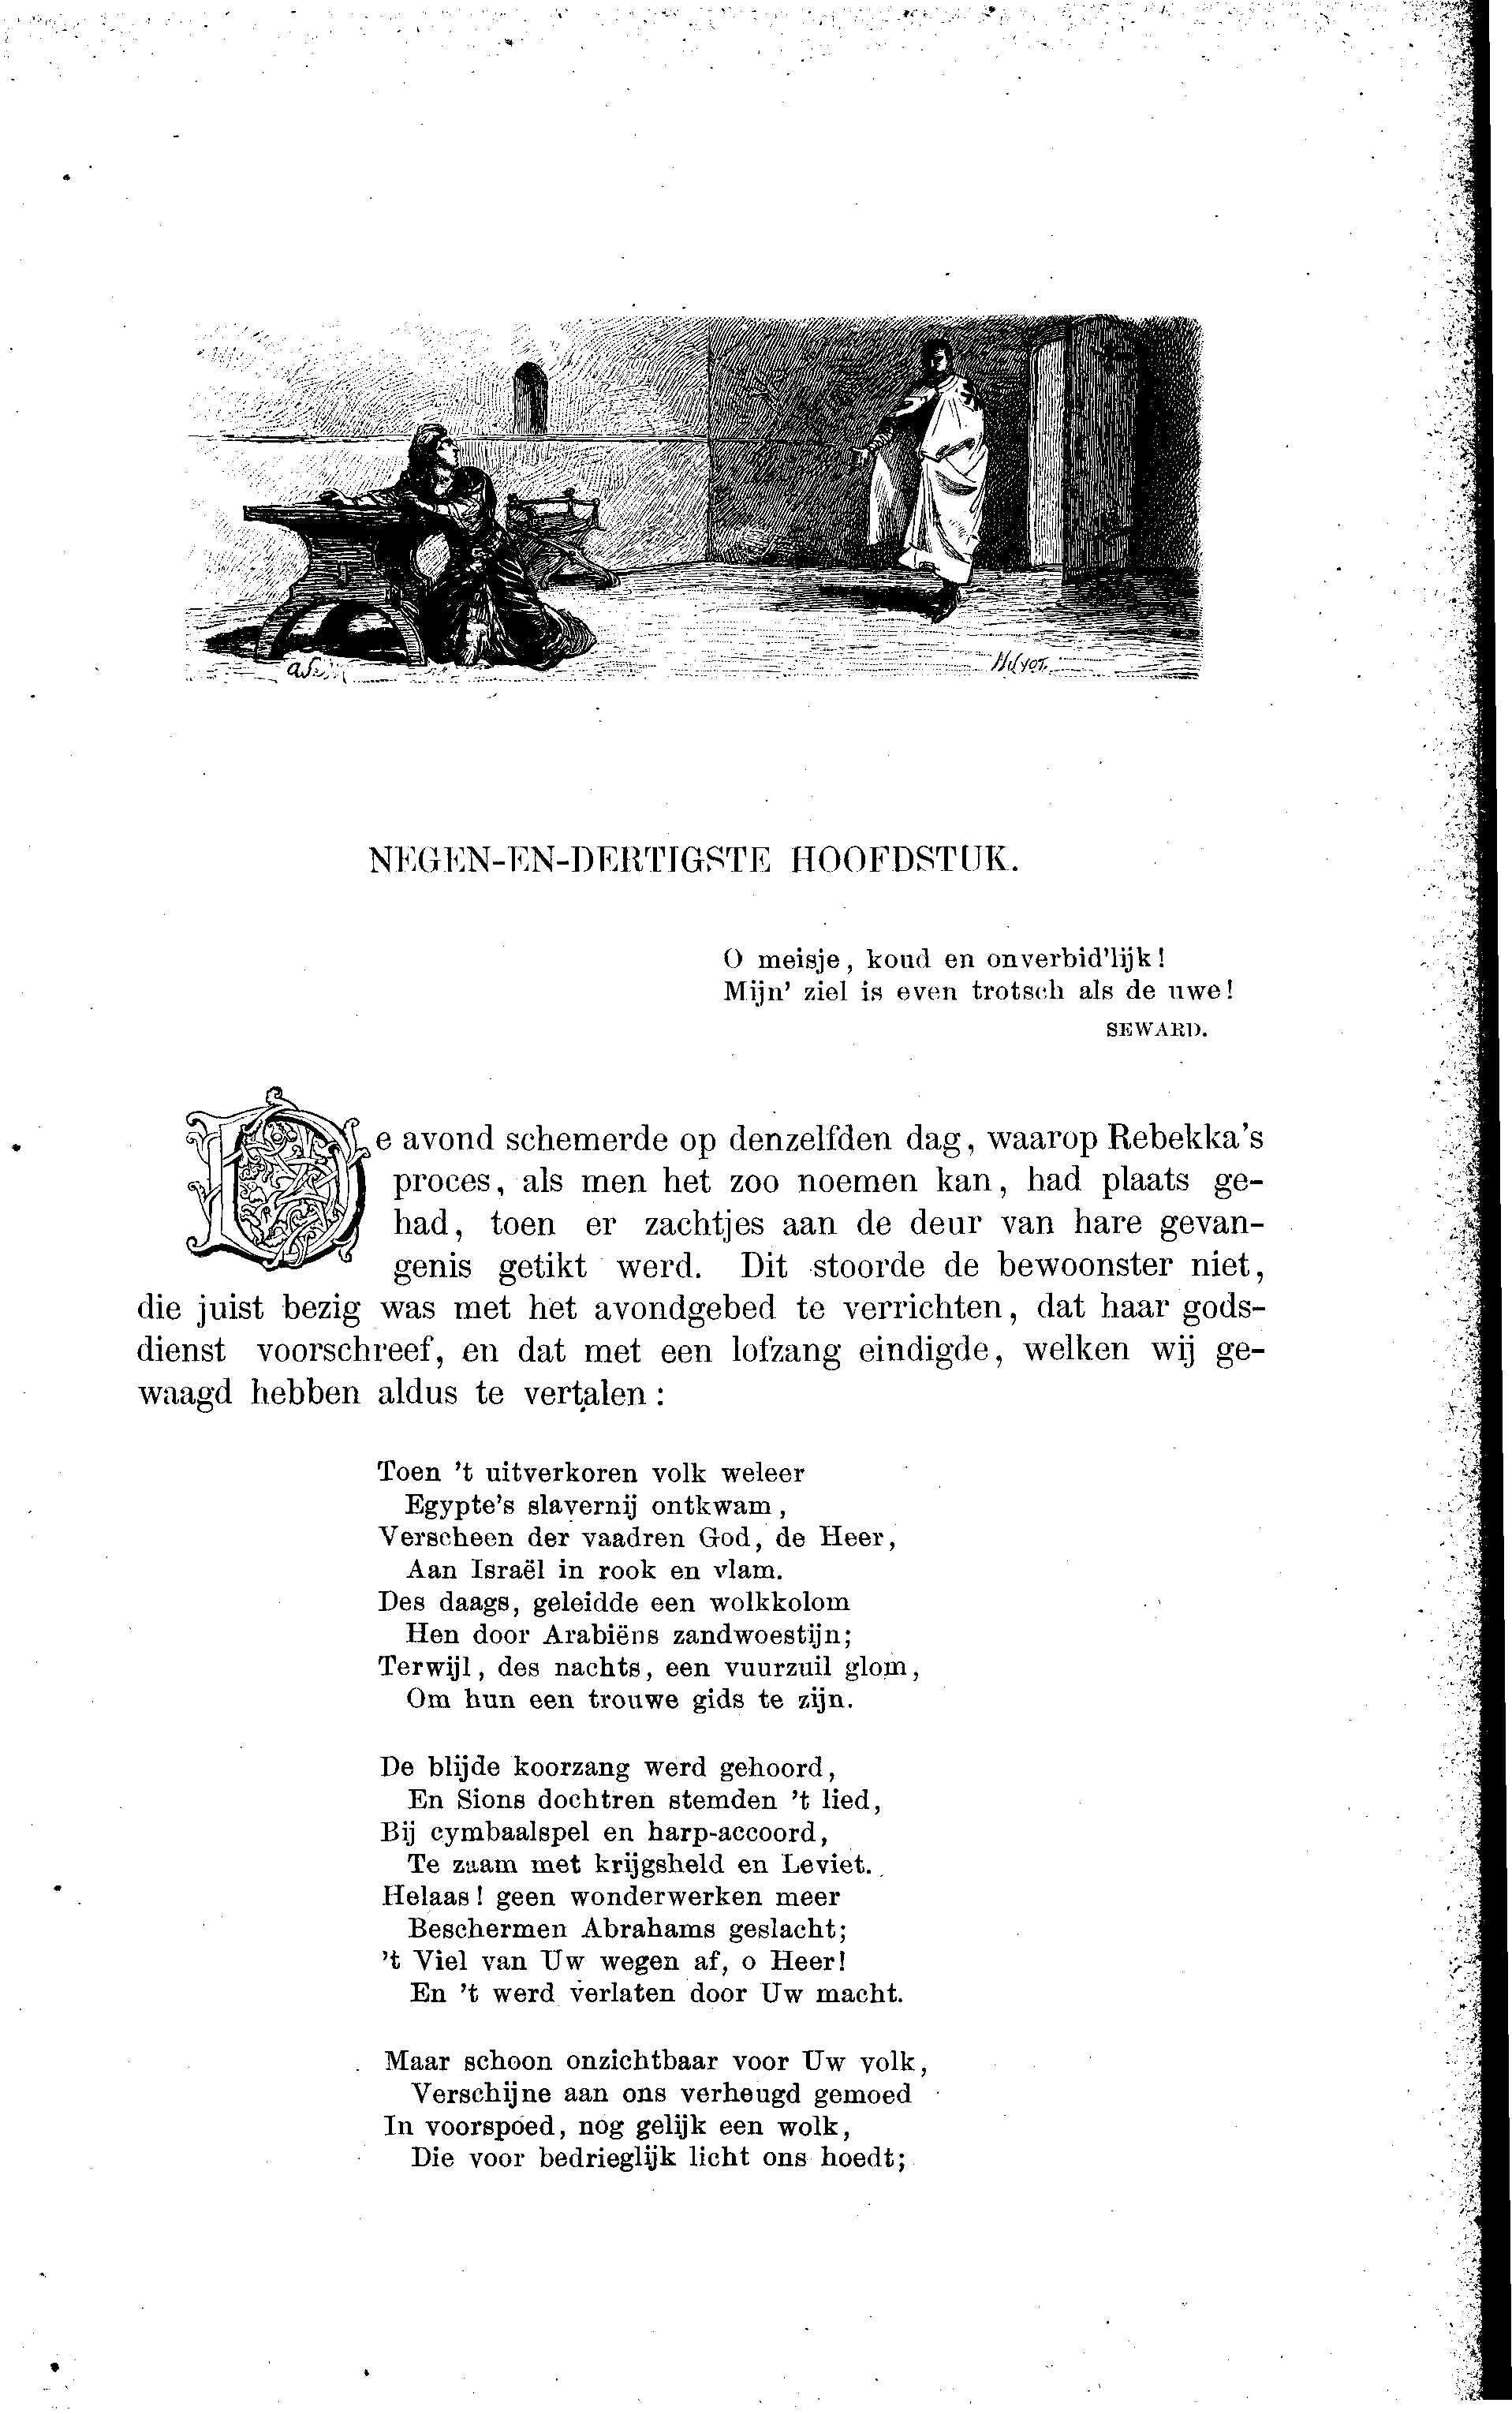 NEGEN-EN-DERTIGSTE HOOFDSTUK.
O meisje, koud en onverbid'lijk!
Mijn' ziel is even trotsch als de uwe!
SEWARD.
De avond schemerde op denzelfden dag, waarop Rebekka's
proces, als men het zoo noemen kan, had plaats ge-
had, toen er zachtjes aan de deur van hare gevan-
genis getikt werd. Dit stoorde de bewoonster niet,
die juist bezig was met het avondgebed te verrichten, dat haar gods-
dienst voorschreef, en dat met een lofzang eindigde, welken wij ge-
waagd hebben aldus te vertalen:
Toen 't uitverkoren volk weleer
Egypte's slavernij ontkwam,
Verscheen der vaadren God, de Heer,
Aan Israël in rook en vlam.
Des daags, geleidde een wolkkolom
Hen door Arabiëns zandwoestijn;
Terwijl, des nachts, een vuurzuil glom,
Om hun een trouwe gids te zijn.
De blijde koorzang werd gehoord,
En Sions dochtren stemden 't lied,
Bij cymbaalspel en harp-accoord,
Te zaam met krijgsheld en Leviet.
Helaas! geen wonderwerken meer
Beschermen Abrahams geslacht;
't Viel van Uw wegen af, o Heer!
En 't werd verlaten door Uw macht.
Maar schoon onzichtbaar voor Uw volk,
Verschijne aan ons verheugd gemoed
In voorspoed, nog gelijk een wolk,
Die voor bedrieglijk licht ons hoedt;